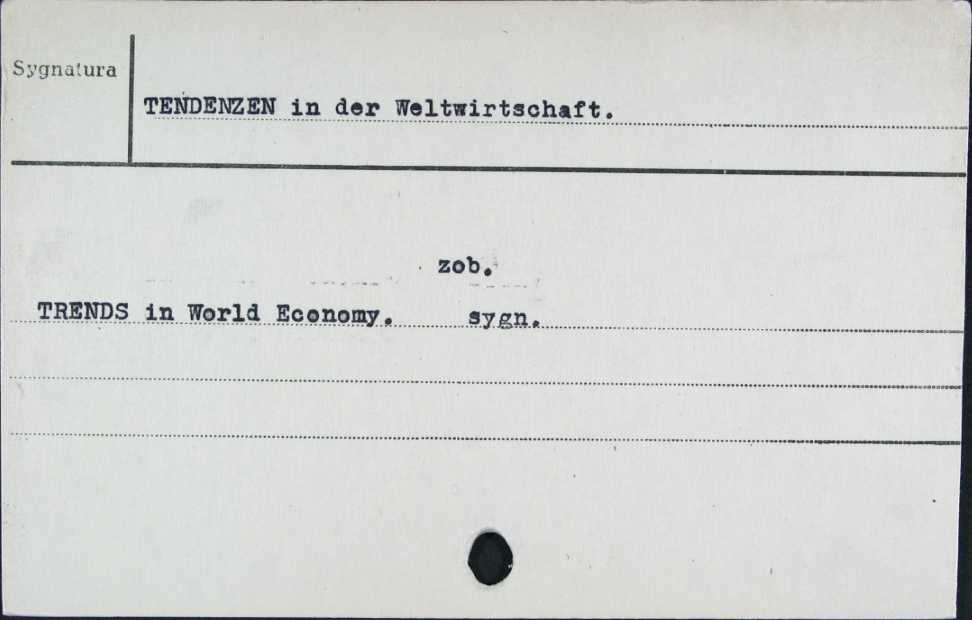 Sygnatura
TENDENZEN in der Weltwirtschaft.
zob.
TRENDS in World Economy. sygn.